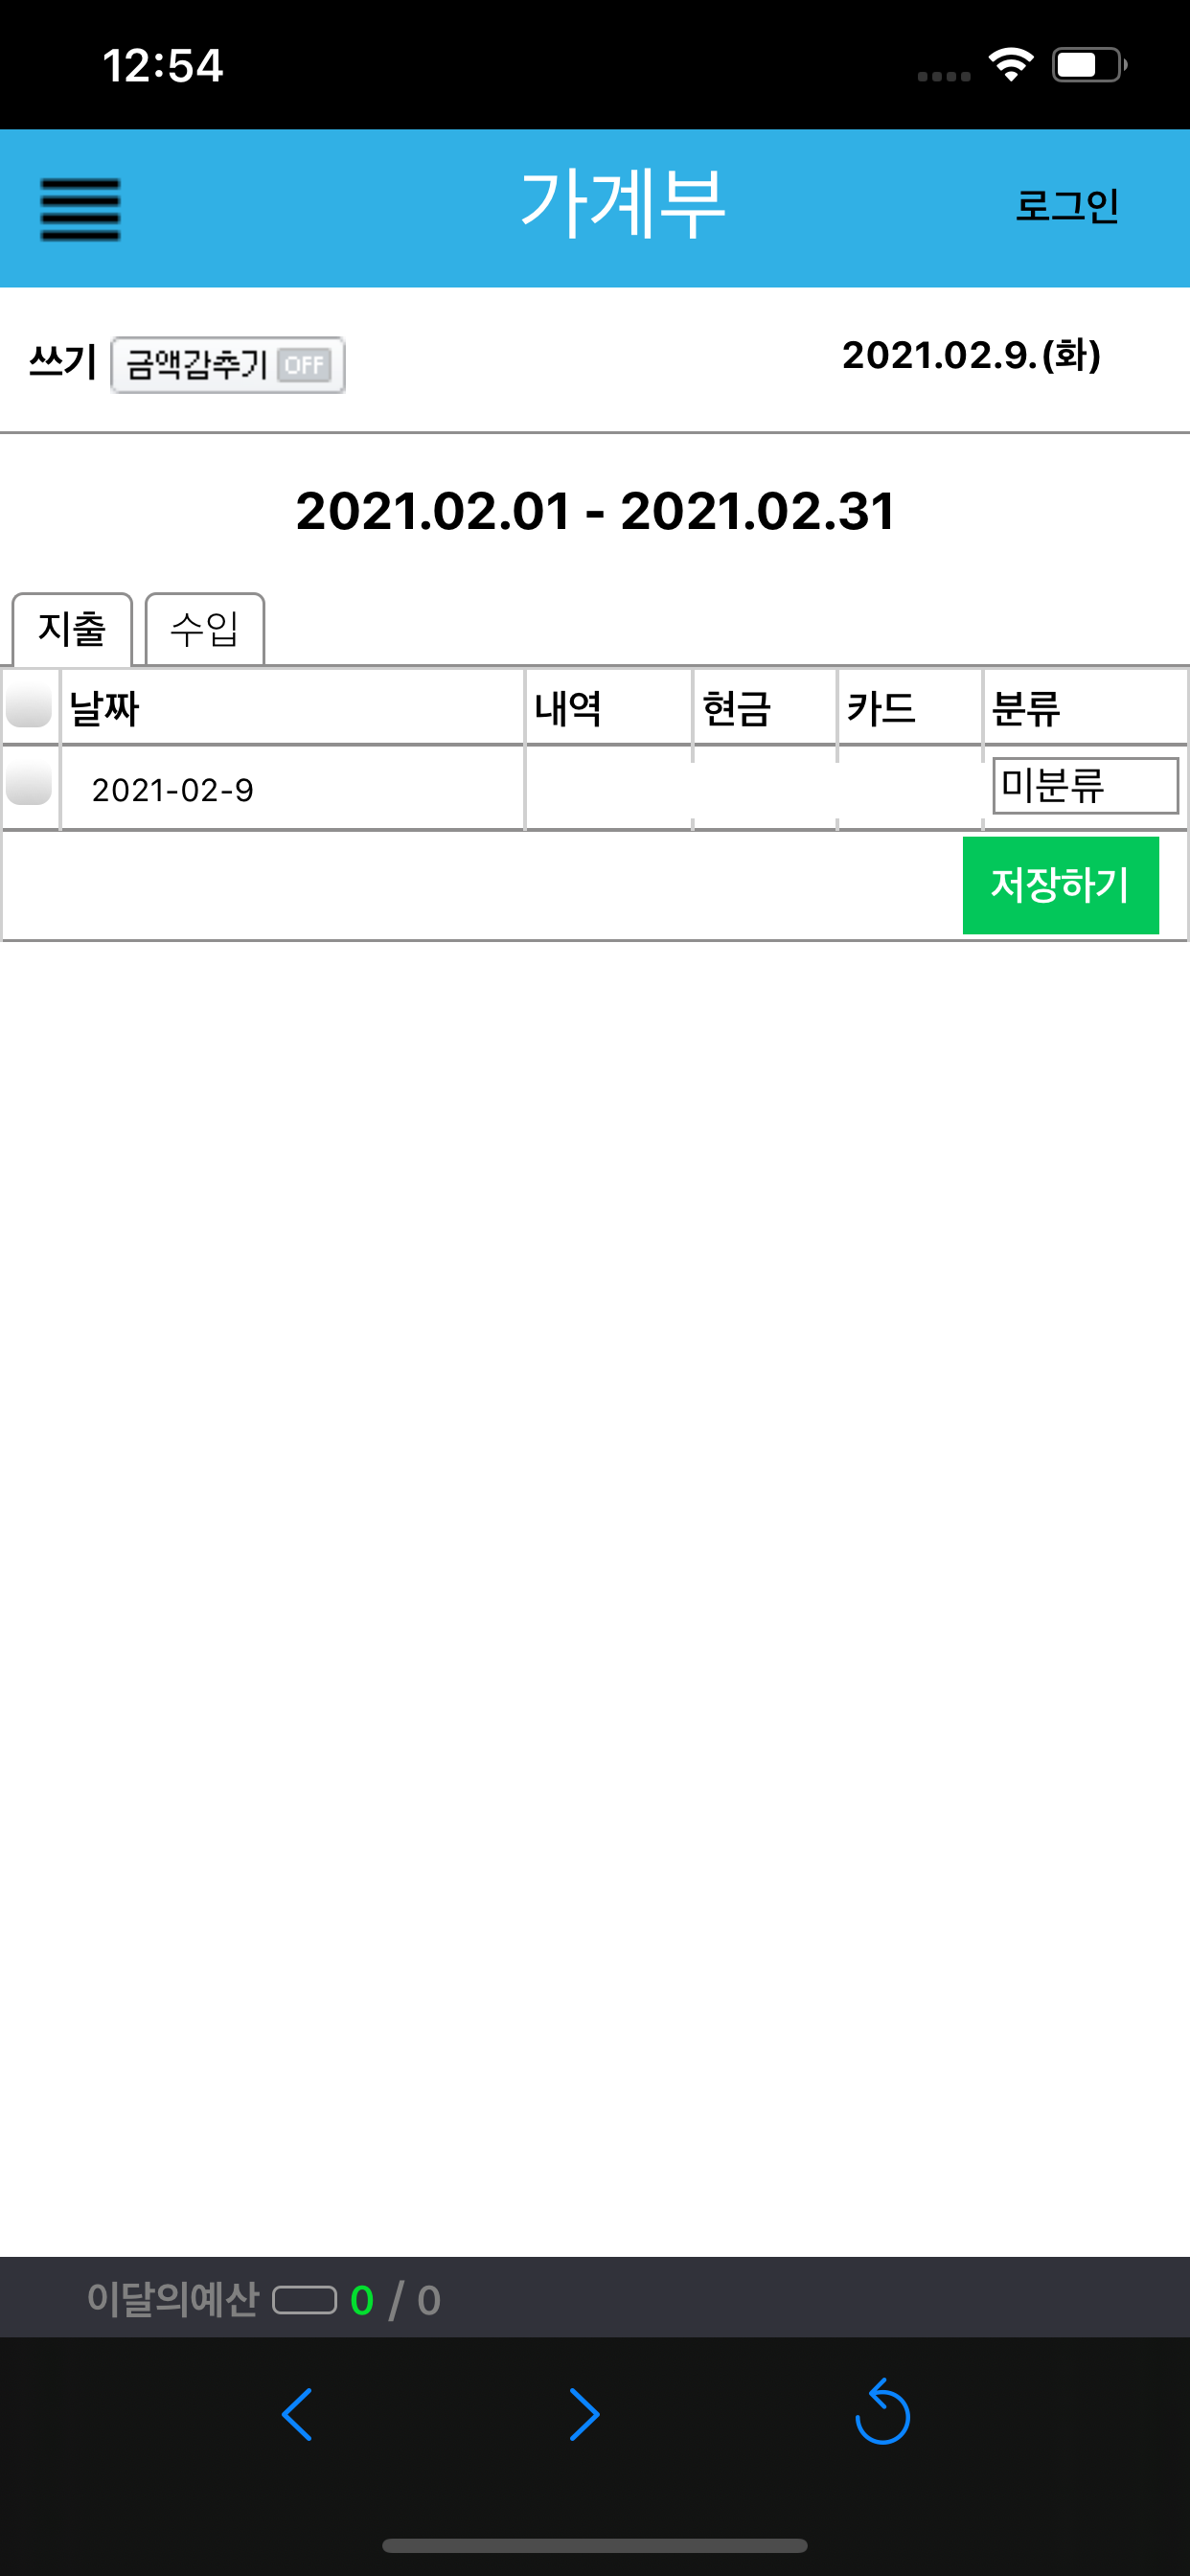 12:54
가계부
로그인
쓰기 금액감추기 OFF
2021.02.9.(화)
2021.02.01 - 2021.02.31
지출 수입
날짜 내역 현금 카드 분류
2021-02-9 미분류
저장하기
이달의예산 0 / 0